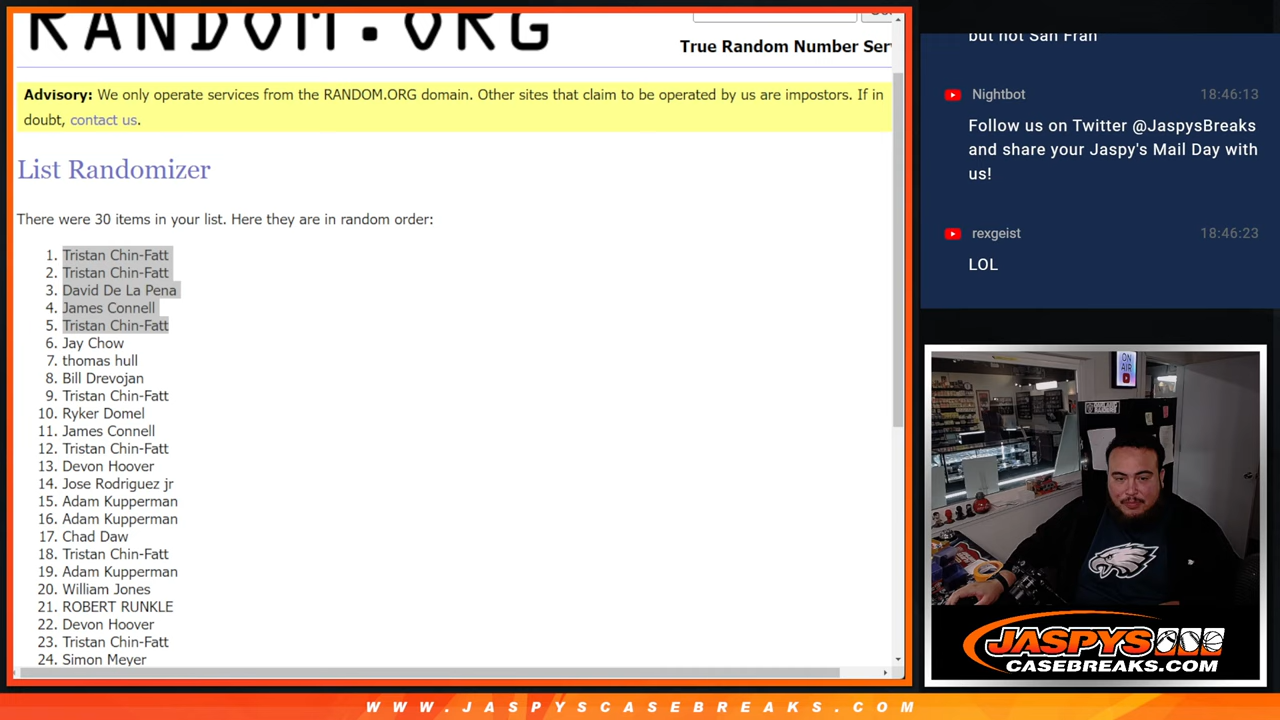 RANDOM.ORG
True Random Number Ser
Advisory: We only operate services from the RANDOM.ORG domain. Other sites that claim to be operated by us are impostors. If in
doubt, contact us.
List Randomizer
There were 30 items in your list. Here they are in random order:
1. Tristan Chin-Fatt
2. Tristan Chin-Fatt
3. David De La Pena
4. James Connell
5. Tristan Chin-Fatt
6. Jay Chow
7. thomas hull
8. Bill Drevojan
9. Tristan Chin-Fatt
10. Ryker Domel
11. James Connell
12. Tristan Chin-Fatt
13. Devon Hoover
14. Jose Rodriguez jr
15. Adam Kupperman
16. Adam Kupperman
17. Chad Daw
18. Tristan Chin-Fatt
19. Adam Kupperman
20. William Jones
21. ROBERT RUNKLE
22. Devon Hoover
23. Tristan Chin-Fatt
24. Simon Meyer
but not San Fran
Nightbot 18:46:13
Follow us on Twitter @JaspysBreaks
and share your Jaspy's Mail Day with
us!
rexgeist 18:46:23
LOL
ON
AIR
JASPYS
CASEBREAKS.COM
WWW.JASPYSCASEBREAKS.COM